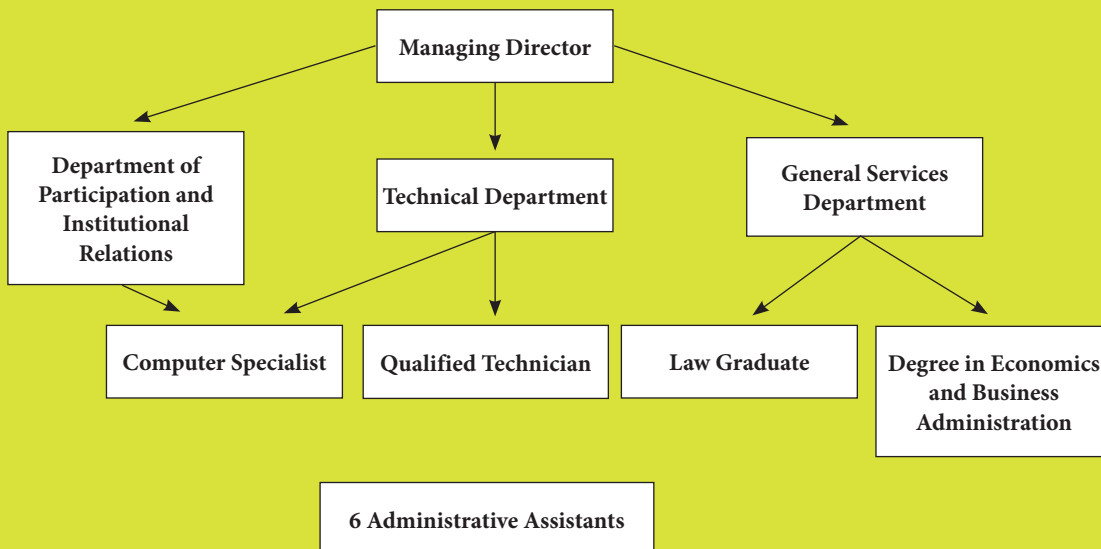 Managing Director
Department of
Participation and
Institutional
Relations
Technical Department
General Services
Department
Computer Specialist
Qualified Technician
Law Graduate
Degree in Economics
and Business
Administration
6 Administrative Assistants